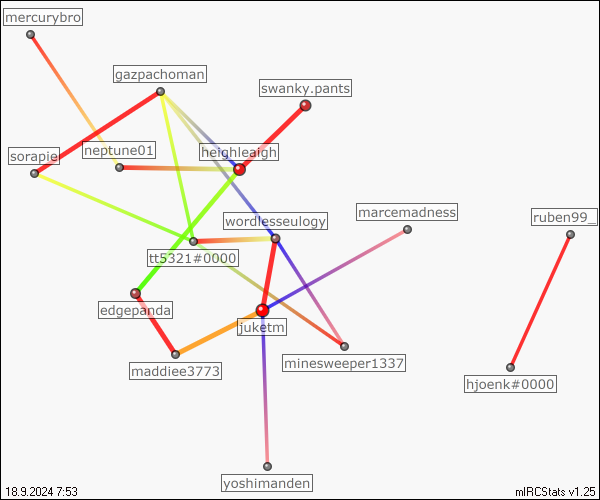 mercurybro
gazpachoman
swanky.pants
sorapie
neptune01
heighleaigh
wordlesseulogy
marcemadness
ruben99_
tt5321#0000
edgepanda
juketm
maddiee3773
minesweeper1337
hjoenk#0000
yoshimanden
18.9.2024 7:53
mIRCStats v1.25